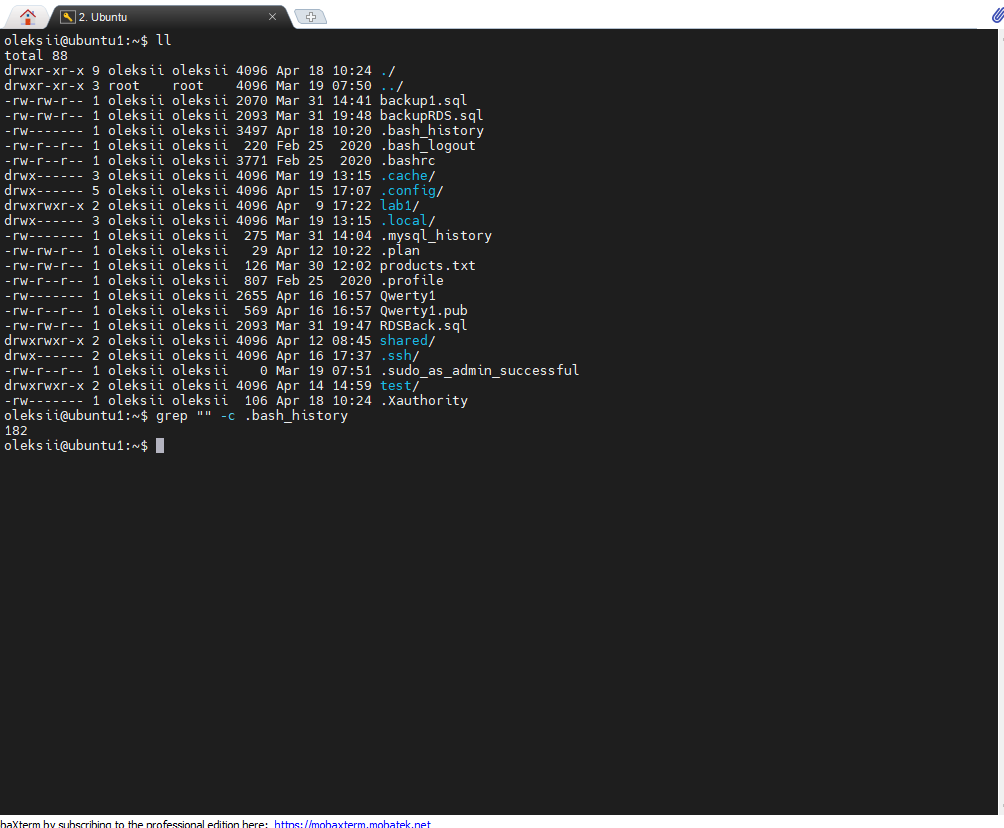 2. Ubuntu
oleksii@ubuntu1:~$ ll
total 88
drwxr-xr-x 9 oleksii oleksii 4096 Apr 18 10:24 ./
drwxr-xr-x 3 root    root    4096 Mar 19 07:50 ../
-rw-rw-r-- 1 oleksii oleksii 2070 Mar 31 14:41 backup1.sql
-rw-rw-r-- 1 oleksii oleksii 2093 Mar 31 19:48 backupRDS.sql
-rw------- 1 oleksii oleksii 3497 Apr 18 10:20 .bash_history
-rw-r--r-- 1 oleksii oleksii  220 Feb 25  2020 .bash_logout
-rw-r--r-- 1 oleksii oleksii 3771 Feb 25  2020 .bashrc
drwx------ 3 oleksii oleksii 4096 Mar 19 13:15 .cache/
drwx------ 5 oleksii oleksii 4096 Apr 15 17:07 .config/
drwxrwxr-x 2 oleksii oleksii 4096 Apr  9 17:22 lab1/
drwx------ 3 oleksii oleksii 4096 Mar 19 13:15 .local/
-rw------- 1 oleksii oleksii  275 Mar 31 14:04 .mysql_history
-rw-rw-r-- 1 oleksii oleksii   29 Apr 12 10:22 .plan
-rw-rw-r-- 1 oleksii oleksii  126 Mar 30 12:02 products.txt
-rw-r--r-- 1 oleksii oleksii  807 Feb 25  2020 .profile
-rw------- 1 oleksii oleksii 2655 Apr 16 16:57 Qwerty1
-rw-r--r-- 1 oleksii oleksii  569 Apr 16 16:57 Qwerty1.pub
-rw-rw-r-- 1 oleksii oleksii 2093 Mar 31 19:47 RDSBack.sql
drwxrwxr-x 2 oleksii oleksii 4096 Apr 12 08:45 shared/
drwx------ 2 oleksii oleksii 4096 Apr 16 17:37 .ssh/
-rw-r--r-- 1 oleksii oleksii    0 Mar 19 07:51 .sudo_as_admin_successful
drwxrwxr-x 2 oleksii oleksii 4096 Apr 14 14:59 test/
-rw------- 1 oleksii oleksii  106 Apr 18 10:24 .Xauthority
oleksii@ubuntu1:~$ grep "" -c .bash_history
182
oleksii@ubuntu1:~$
baXterm by subscribing to the professional edition here: https://mobaxterm.mobatek.net